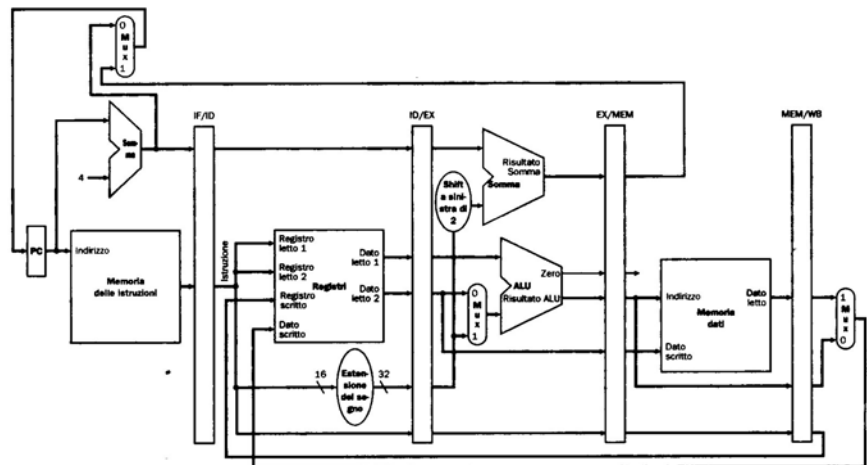 0
M
u
x
1
IF/ID
ID/EX
EX/MEM
MEM/WB
Som-
ma
4
Shift
a sini-
stra di
2
Risultato
Somma
Somma
PC
Indirizzo
Memoria
delle istruzioni
Istruzione
Registro
letto 1
Registro
letto 2
Registro
scritto
Dato
scritto
Registri
Dato
letto 1
Dato
letto 2
0
M
u
x
1
Zero
ALU
Risultato ALU
Indirizzo
Dato
letto
Memoria
dati
Dato
scritto
1
M
u
x
0
16
Esten-
sione
del se-
gno
32